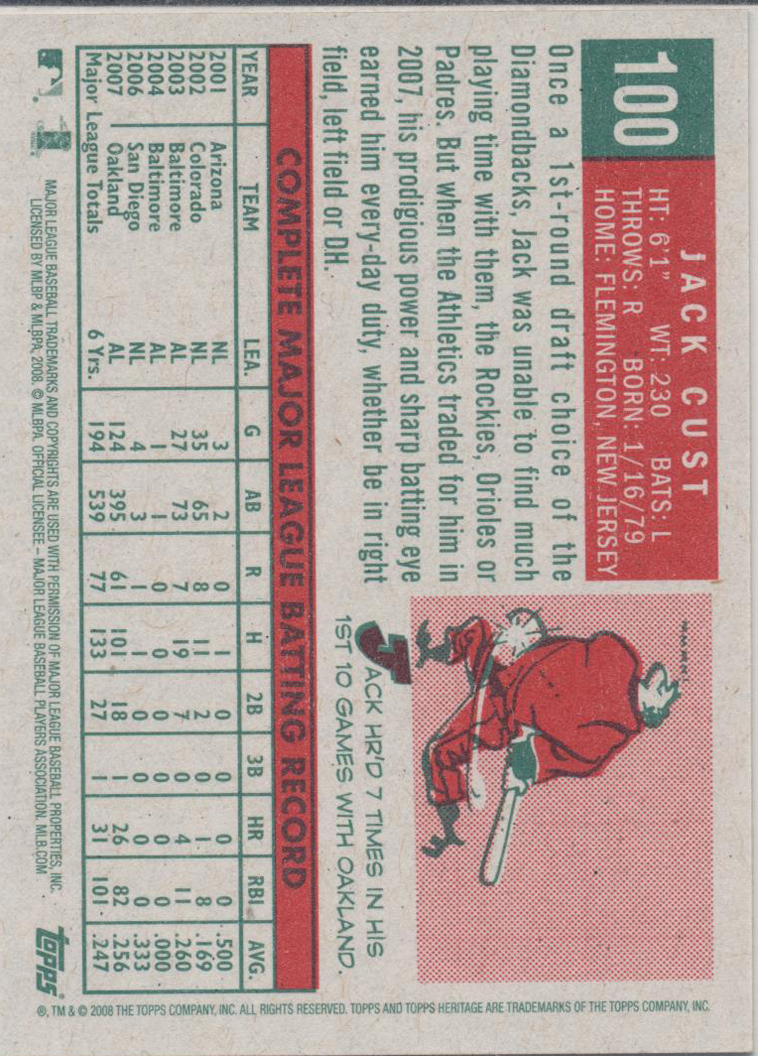 100
JACK CUST
HT: 6'1" WT: 230 BATS: L
THROWS: R BORN: 1/16/79
HOME: FLEMINGTON, NEW JERSEY
Once a 1st-round draft choice of the
Diamondbacks, Jack was unable to find much
playing time with them, the Rockies, Orioles or
Padres. But when the Athletics traded for him in
2007, his prodigious power and sharp batting eye
earned him every-day duty, whether be in right
field, left field or DH.
JACK HR'D 7 TIMES IN HIS
1ST 10 GAMES WITH OAKLAND.
COMPLETE MAJOR LEAGUE BATTING RECORD
YEAR TEAM LEA. G AB R H 2B 3B HR RBI AVG.
2001 Arizona NL 3 2 0 1 0 0 0 0 .500
2002 Colorado NL 35 65 8 11 2 0 1 8 .169
2003 Baltimore AL 27 73 7 19 7 0 4 11 .260
2004 Baltimore AL 1 1 0 0 0 0 0 0 .000
2006 San Diego NL 4 3 1 1 0 0 0 0 .333
2007 Oakland AL 124 395 61 101 18 1 26 82 .256
Major League Totals 6 Yrs. 194 539 77 133 27 1 31 101 .247
MAJOR LEAGUE BASEBALL TRADEMARKS AND COPYRIGHTS ARE USED WITH PERMISSION OF MAJOR LEAGUE BASEBALL PROPERTIES, INC.
LICENSED BY MLBP & MLBPA, 2008. © MLBPA. OFFICIAL LICENSEE – MAJOR LEAGUE BASEBALL PLAYERS ASSOCIATION. MLB.COM
topps
®, TM & © 2008 THE TOPPS COMPANY, INC. ALL RIGHTS RESERVED. TOPPS AND TOPPS HERITAGE ARE TRADEMARKS OF THE TOPPS COMPANY, INC.